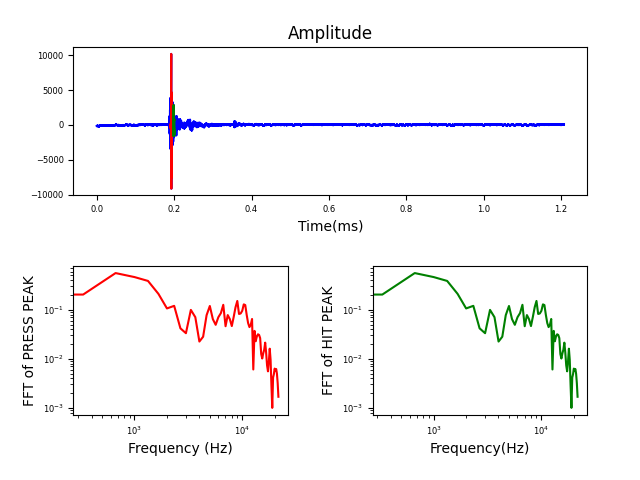 Amplitude
10000
5000
0
−5000
−10000
0.0 0.2 0.4 0.6 0.8 1.0 1.2
Time(ms)
FFT of PRESS PEAK
10⁻¹
10⁻²
10⁻³
10³ 10⁴
Frequency (Hz)
FFT of HIT PEAK
10⁻¹
10⁻²
10⁻³
10³ 10⁴
Frequency(Hz)